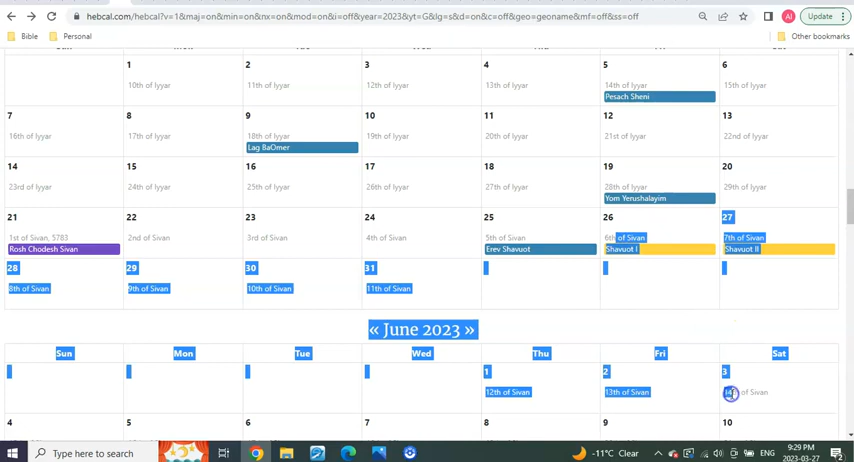 hebcal.com/hebcal?v=1&maj=on&min=on&nx=on&mod=on&i=off&year=2023&yt=G&lg=s&d=on&c=off&geo=geoname&mf=off&ss=off
AI
Update
Bible
Personal
Other bookmarks
1 2 3 4 5 6
10th of Iyyar 11th of Iyyar 12th of Iyyar 13th of Iyyar 14th of Iyyar 15th of Iyyar
Pesach Sheni
7 8 9 10 11 12 13
16th of Iyyar 17th of Iyyar 18th of Iyyar 19th of Iyyar 20th of Iyyar 21st of Iyyar 22nd of Iyyar
Lag BaOmer
14 15 16 17 18 19 20
23rd of Iyyar 24th of Iyyar 25th of Iyyar 26th of Iyyar 27th of Iyyar 28th of Iyyar 29th of Iyyar
Yom Yerushalayim
21 22 23 24 25 26 27
1st of Sivan, 5783 2nd of Sivan 3rd of Sivan 4th of Sivan 5th of Sivan 6th of Sivan 7th of Sivan
Rosh Chodesh Sivan Erev Shavuot Shavuot I Shavuot II
28 29 30 31
8th of Sivan 9th of Sivan 10th of Sivan 11th of Sivan
« June 2023 »
Sun Mon Tue Wed Thu Fri Sat
1 2 3
12th of Sivan 13th of Sivan 14th of Sivan
4 5 6 7 8 9 10
Type here to search
-11°C Clear
ENG
9:29 PM
2023-03-27
2